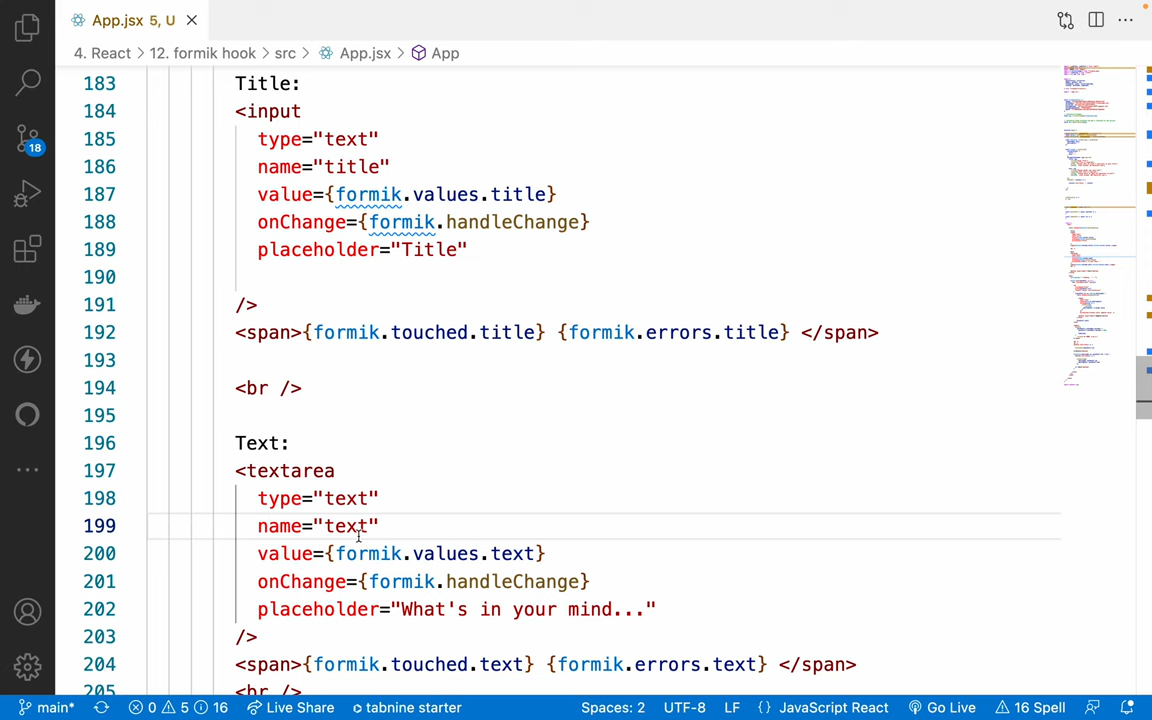 App.jsx 5, U
4. React > 12. formik hook > src > App.jsx > App
183 Title:
184 <input
185 type="text"
186 name="title"
187 value={formik.values.title}
188 onChange={formik.handleChange}
189 placeholder="Title"
190
191 />
192 <span>{formik.touched.title} {formik.errors.title} </span>
193
194 <br />
195
196 Text:
197 <textarea
198 type="text"
199 name="text"
200 value={formik.values.text}
201 onChange={formik.handleChange}
202 placeholder="What's in your mind..."
203 />
204 <span>{formik.touched.text} {formik.errors.text} </span>
205 <br />
18
main* 0 5 16 Live Share tabnine starter Spaces: 2 UTF-8 LF {} JavaScript React Go Live 16 Spell